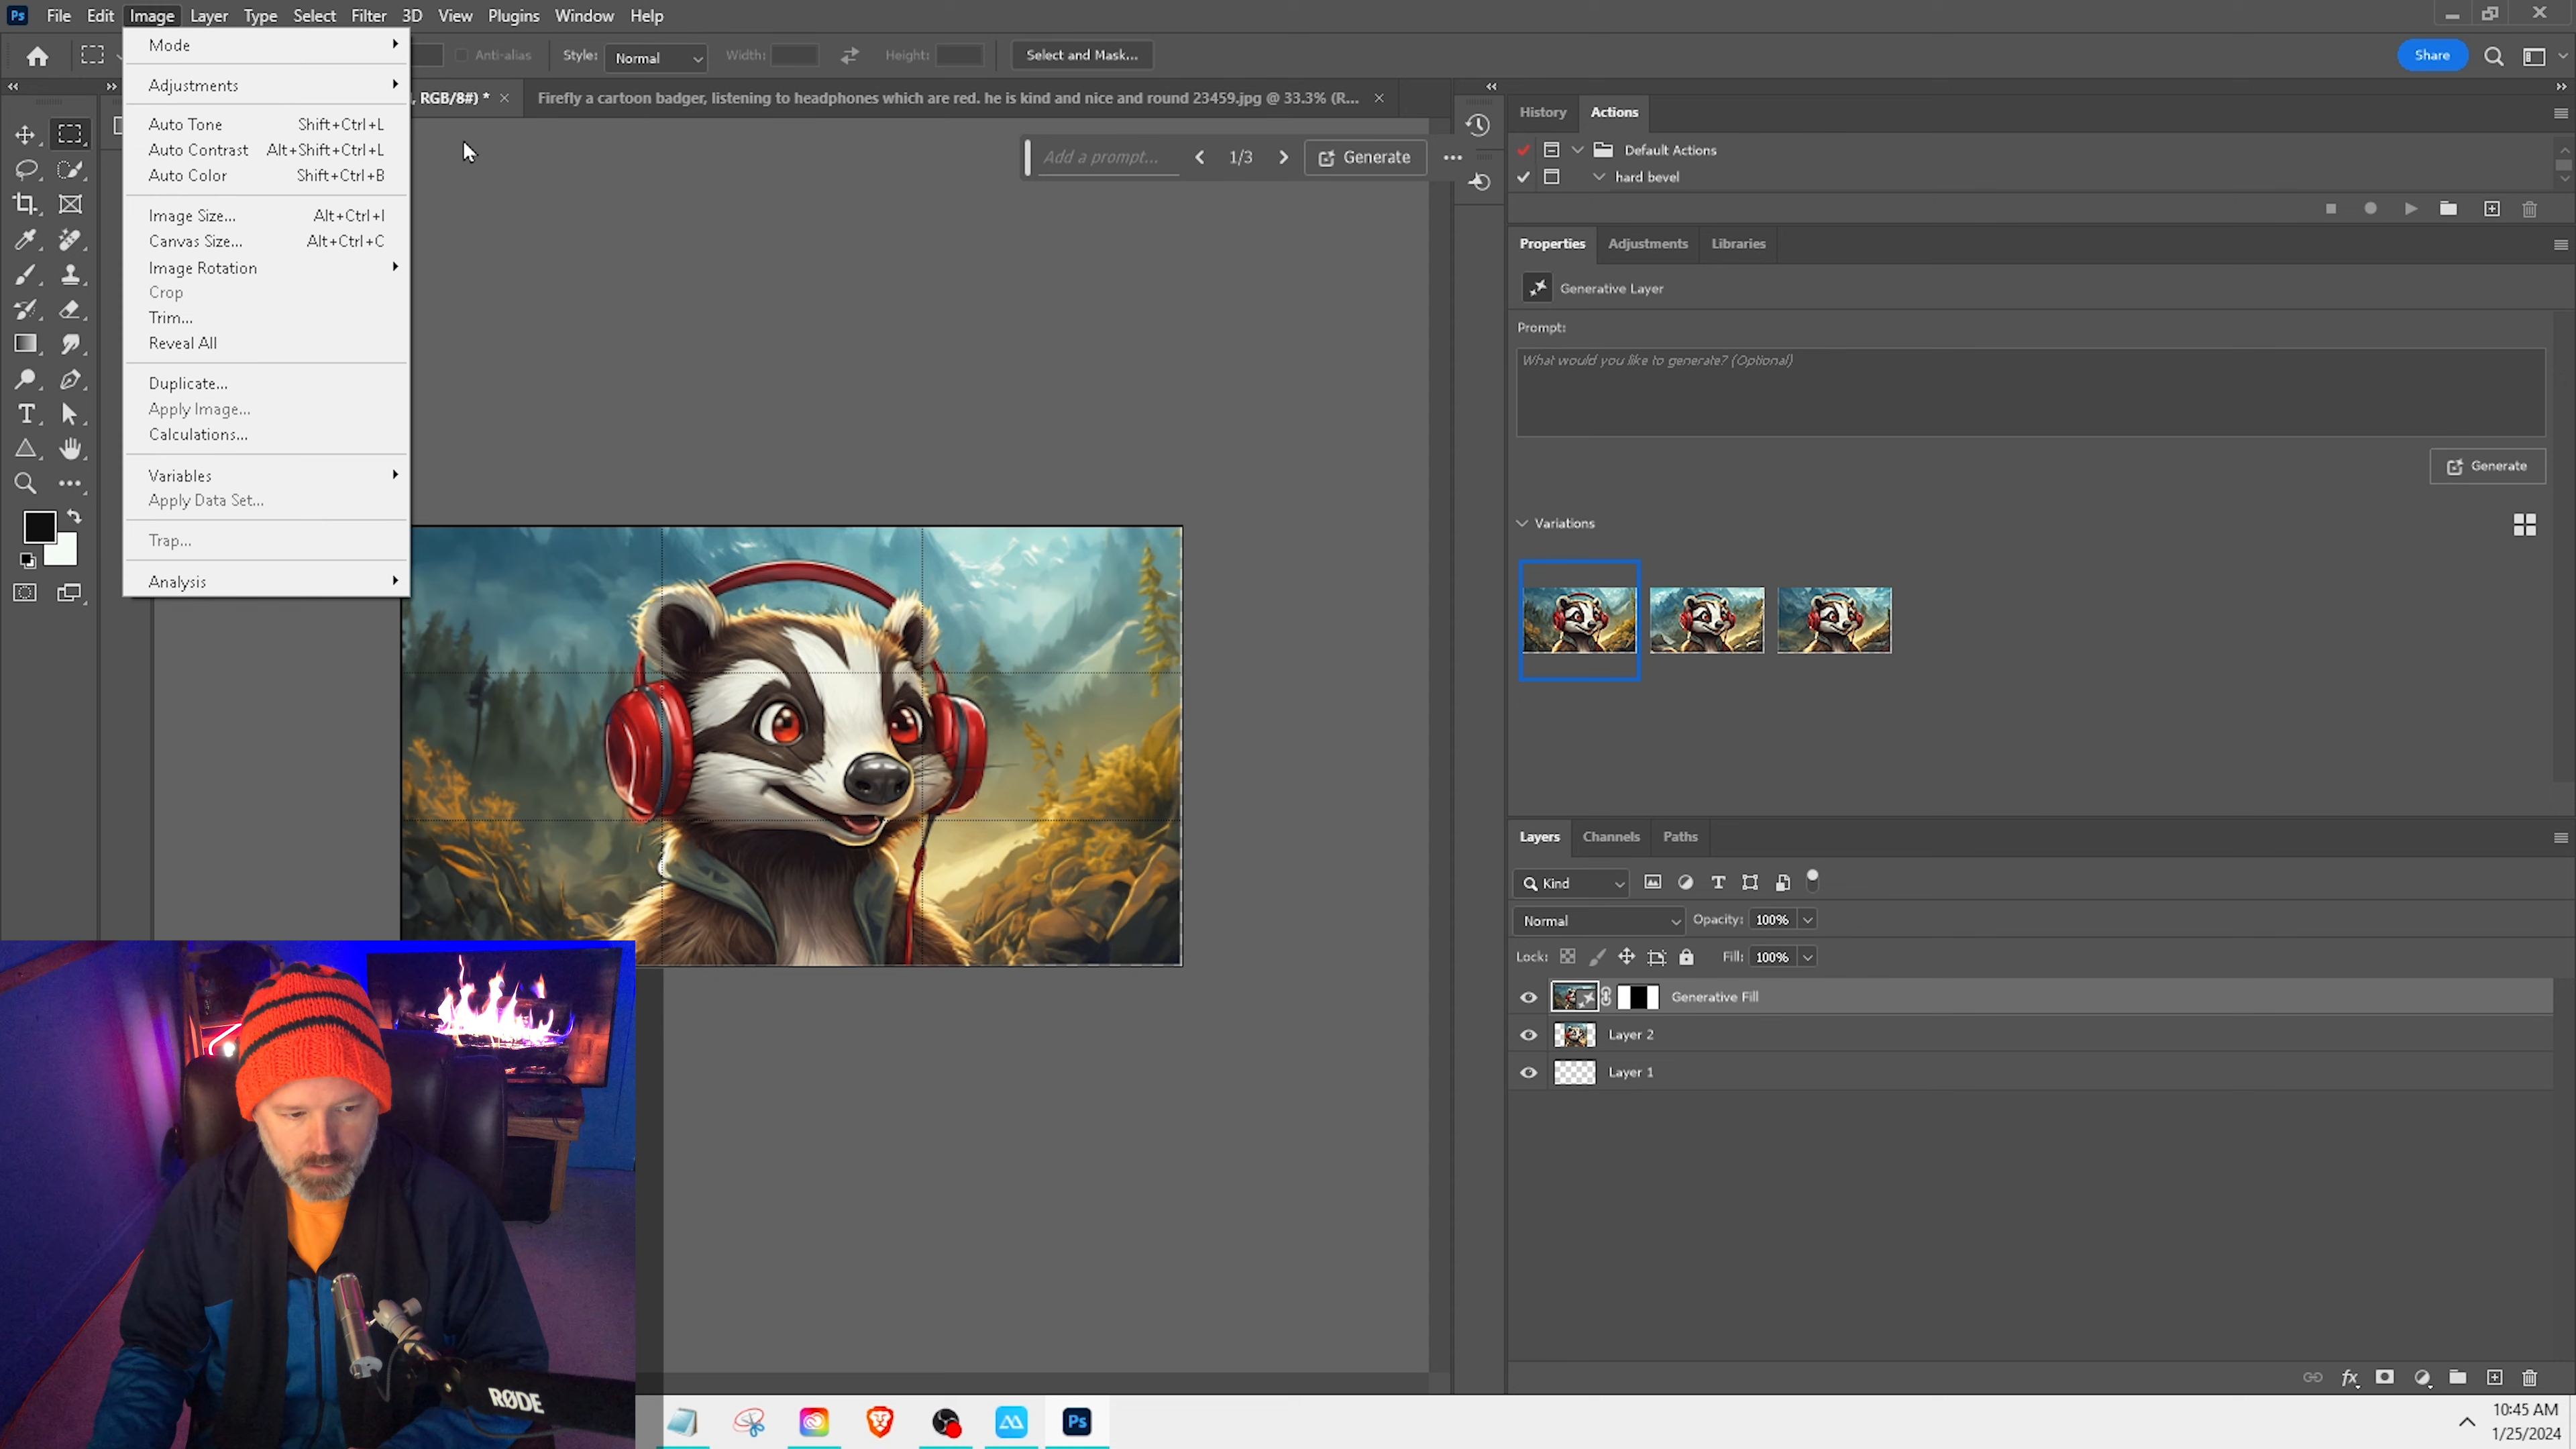 Ps File Edit Image Layer Type Select Filter 3D View Plugins Window Help
Anti-alias Style: Normal Width: Height: Select and Mask... Share
, RGB/8#) * × Firefly a cartoon badger, listening to headphones which are red. he is kind and nice and round 23459.jpg @ 33.3% (R... ×
Mode
Adjustments
Auto Tone Shift+Ctrl+L
Auto Contrast Alt+Shift+Ctrl+L
Auto Color Shift+Ctrl+B
Image Size... Alt+Ctrl+I
Canvas Size... Alt+Ctrl+C
Image Rotation
Crop
Trim...
Reveal All
Duplicate...
Apply Image...
Calculations...
Variables
Apply Data Set...
Trap...
Analysis
Add a prompt... 1/3 Generate ...
History Actions
Default Actions
hard bevel
Properties Adjustments Libraries
Generative Layer
Prompt:
What would you like to generate? (Optional)
Generate
Variations
Layers Channels Paths
Kind
Normal Opacity: 100%
Lock: Fill: 100%
Generative Fill
Layer 2
Layer 1
fx
RØDE
Ps
10:45 AM
1/25/2024